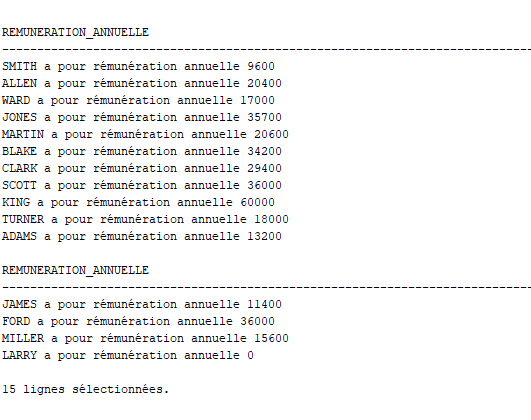 REMUNERATION_ANNUELLE
--------------------------------------------------------------------------------
SMITH a pour rémunération annuelle 9600
ALLEN a pour rémunération annuelle 20400
WARD a pour rémunération annuelle 17000
JONES a pour rémunération annuelle 35700
MARTIN a pour rémunération annuelle 20600
BLAKE a pour rémunération annuelle 34200
CLARK a pour rémunération annuelle 29400
SCOTT a pour rémunération annuelle 36000
KING a pour rémunération annuelle 60000
TURNER a pour rémunération annuelle 18000
ADAMS a pour rémunération annuelle 13200
REMUNERATION_ANNUELLE
--------------------------------------------------------------------------------
JAMES a pour rémunération annuelle 11400
FORD a pour rémunération annuelle 36000
MILLER a pour rémunération annuelle 15600
LARRY a pour rémunération annuelle 0
15 lignes sélectionnées.